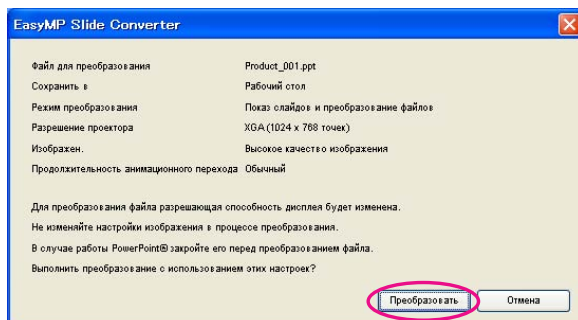 EasyMP Slide Converter
Файл для преобразования Product_001.ppt
Сохранить в Рабочий стол
Режим преобразования Показ слайдов и преобразование файлов
Разрешение проектора XGA(1024 x 768 точек)
Изображен. Высокое качество изображения
Продолжительность анимационного перехода Обычный
Для преобразования файла разрешающая способность дисплея будет изменена.
Не изменяйте настройки изображения в процессе преобразования.
В случае работы PowerPoint® закройте его перед преобразованием файла.
Выполнить преобразование с использованием этих настроек?
Преобразовать Отмена